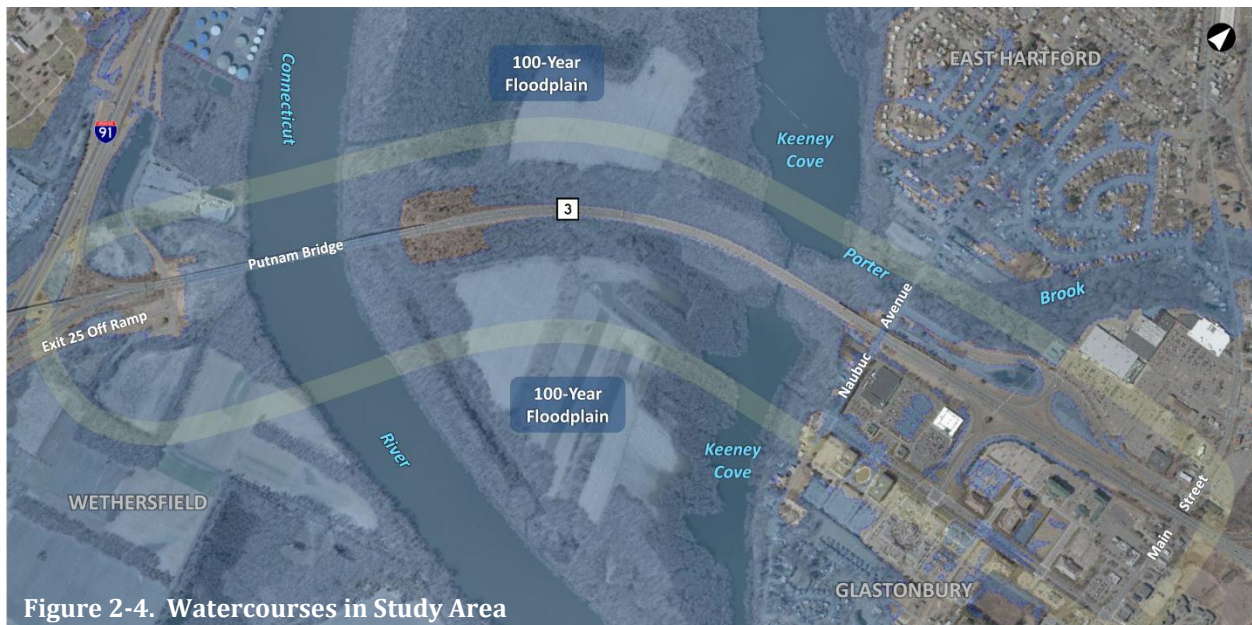 EAST HARTFORD
100-Year
Floodplain
Connecticut
INTERSTATE
91
Keeney
Cove
3
Putnam Bridge
Porter
Brook
Avenue
Naubuc
Exit 25 Off Ramp
100-Year
Floodplain
River
Keeney
Cove
WETHERSFIELD
Street
Main
GLASTONBURY
Figure 2-4. Watercourses in Study Area